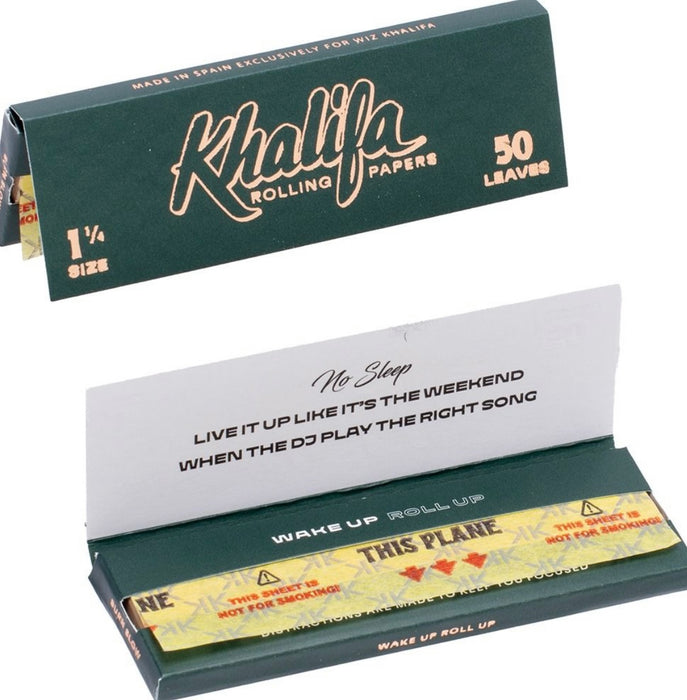 MADE IN SPAIN EXCLUSIVELY FOR WIZ KHALIFA
Khalifa
ROLLING PAPERS
50
LEAVES
1 1/4
SIZE
No Sleep
LIVE IT UP LIKE IT'S THE WEEKEND
WHEN THE DJ PLAY THE RIGHT SONG
WAKE UP ROLL UP
THIS PLANE
THIS SHEET IS
NOT FOR SMOKING!
NE
THIS SHEET IS
NOT FOR SMOKING!
DISTRACTIONS ARE MADE TO KEEP YOU FOCUSED
WAKE UP ROLL UP